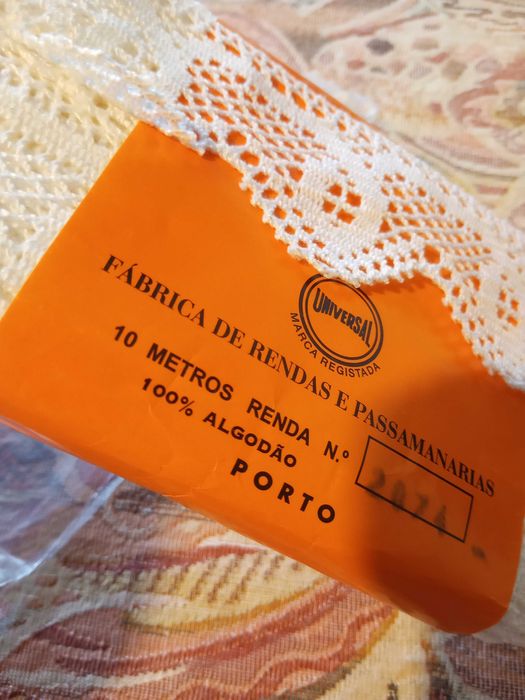 UNIVERSAL
MARCA REGISTADA
FÁBRICA DE RENDAS E PASSAMANARIAS
10 METROS RENDA N.º
100% ALGODÃO
PORTO